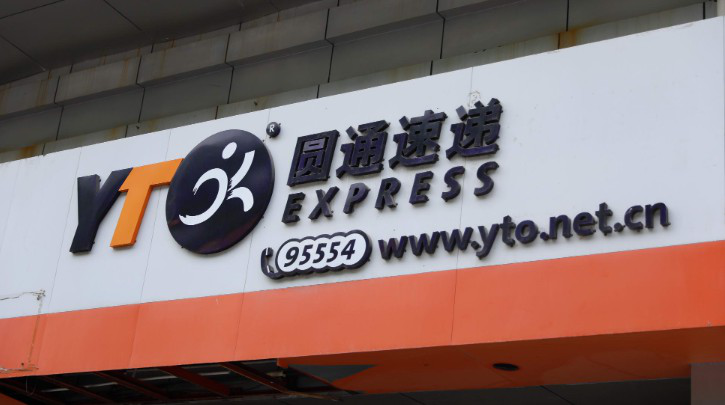 YTO®
圆通速递
EXPRESS
95554 www.yto.net.cn